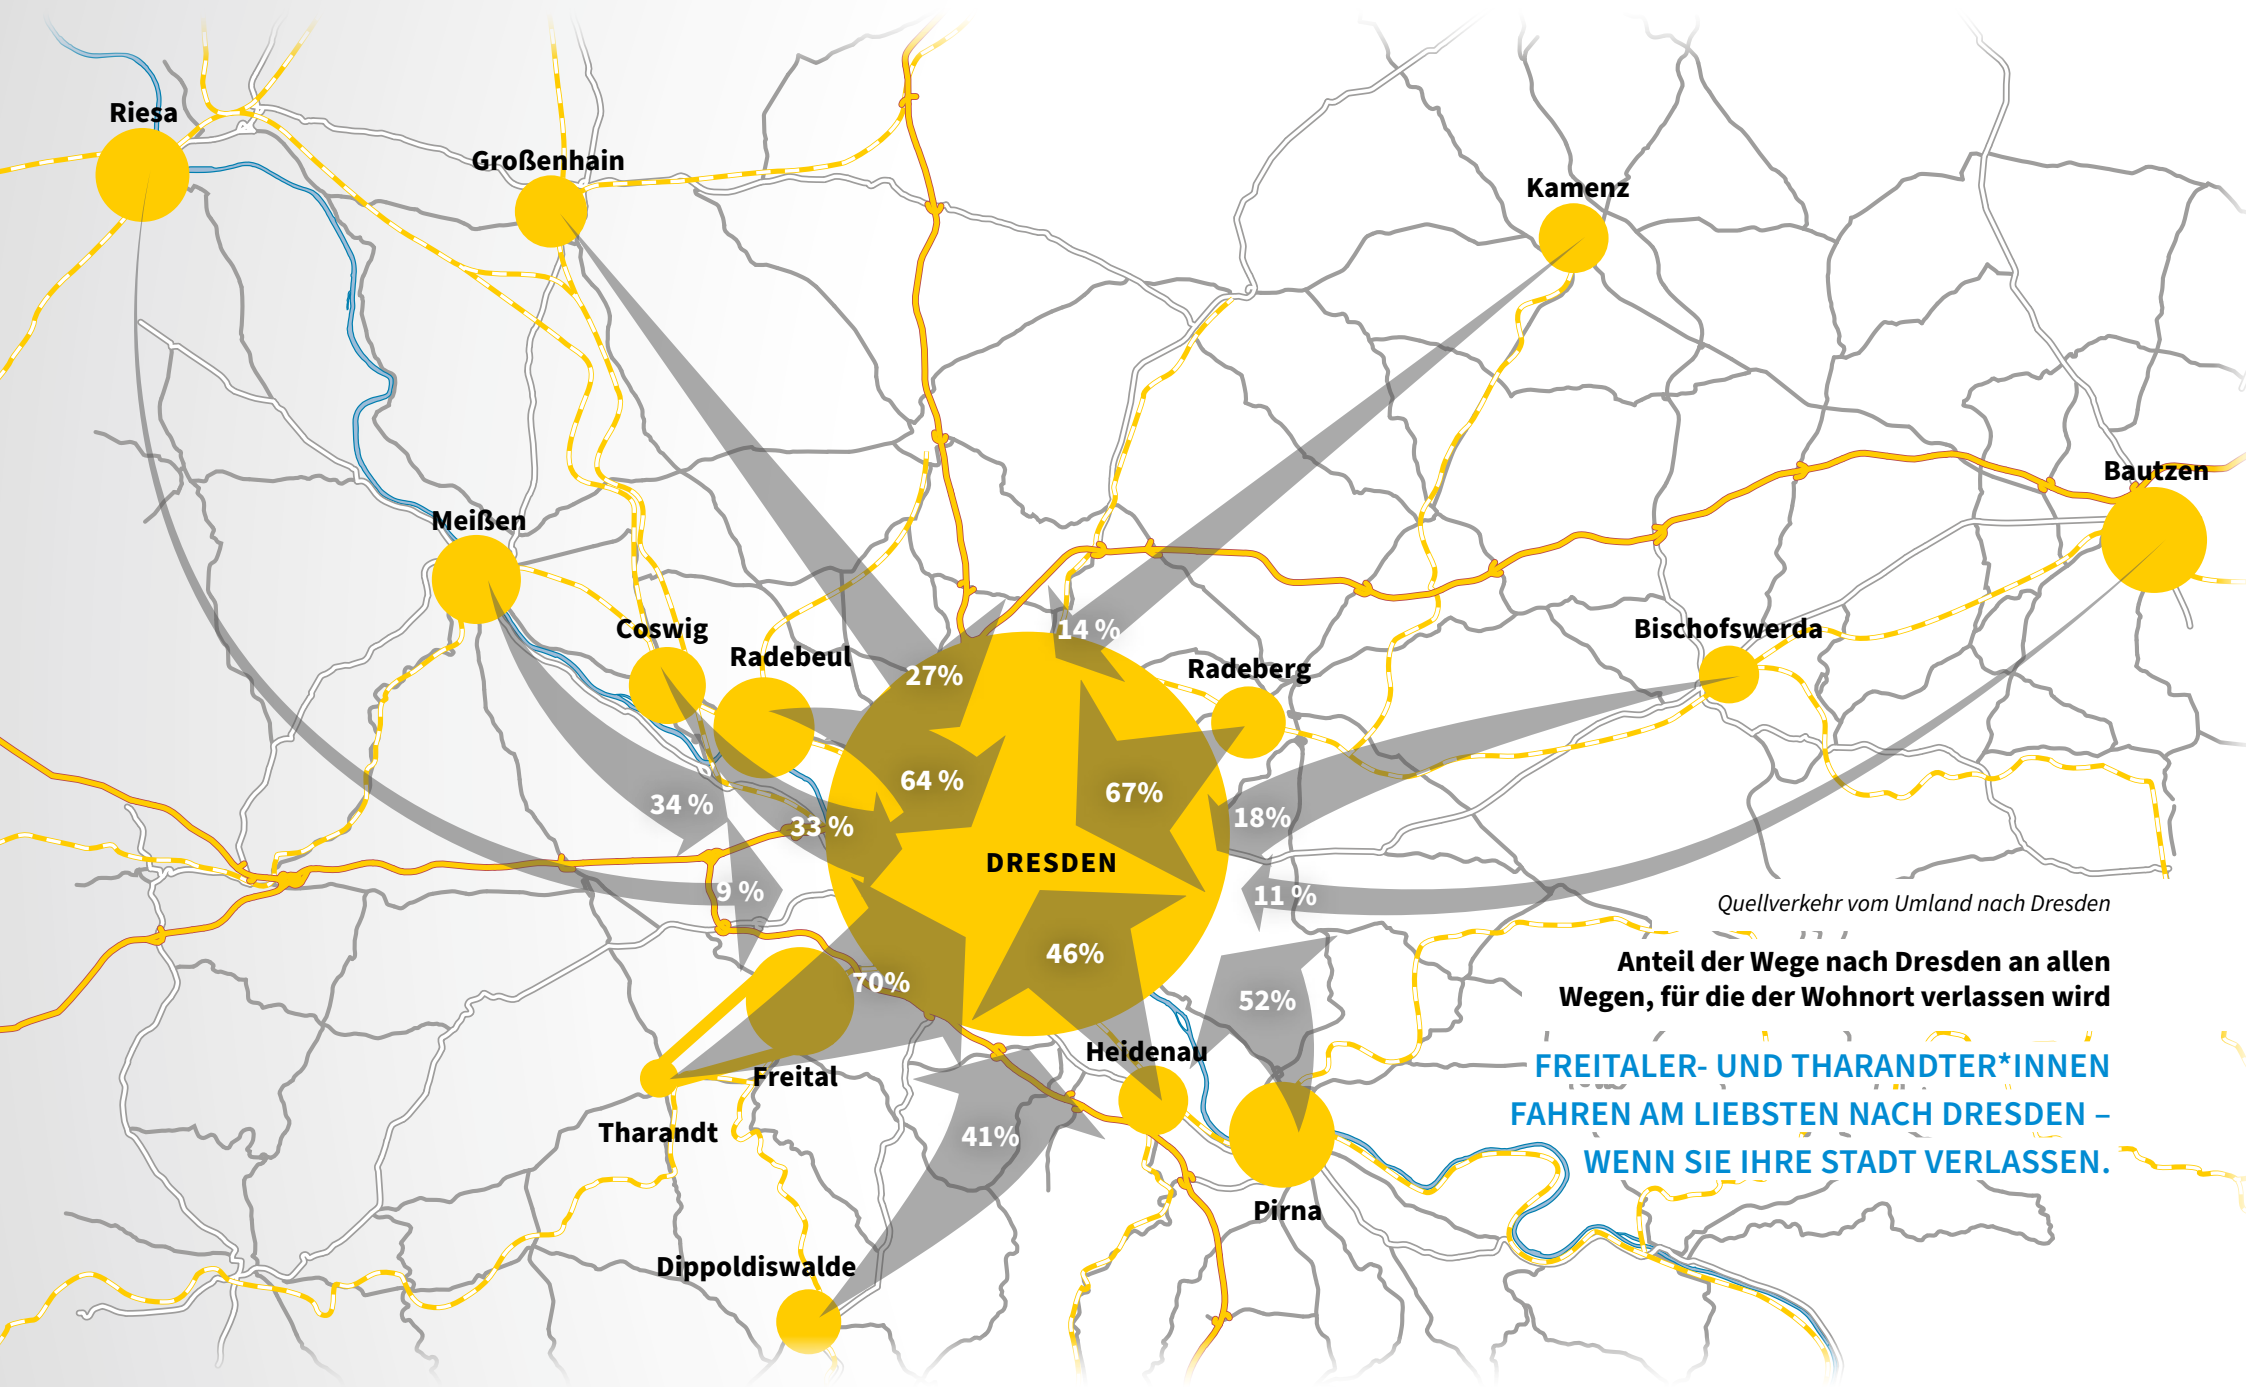 Riesa
Großenhain
Kamenz
Bautzen
Meißen
Coswig
Radebeul
14 %
Bischofswerda
Radeberg
27%
64 %
67%
34 %
33 %
18%
DRESDEN
9 %
11 %
Quellverkehr vom Umland nach Dresden
Anteil der Wege nach Dresden an allen
Wegen, für die der Wohnort verlassen wird
46%
70%
52%
Heidenau
FREITALER- UND THARANDTER*INNEN
FAHREN AM LIEBSTEN NACH DRESDEN –
WENN SIE IHRE STADT VERLASSEN.
Freital
Tharandt
41%
Pirna
Dippoldiswalde